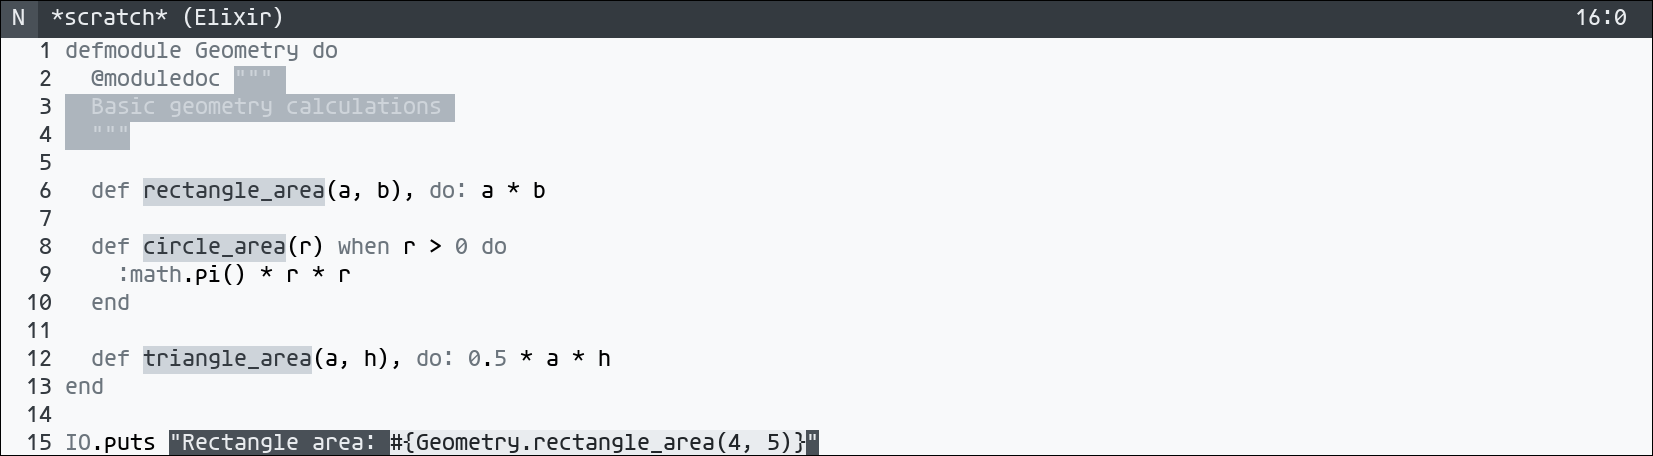 N *scratch* (Elixir) 16:0
1 defmodule Geometry do
2   @moduledoc """
3   Basic geometry calculations
4   """
5
6   def rectangle_area(a, b), do: a * b
7
8   def circle_area(r) when r > 0 do
9     :math.pi() * r * r
10   end
11
12   def triangle_area(a, h), do: 0.5 * a * h
13 end
14
15 IO.puts "Rectangle area: #{Geometry.rectangle_area(4, 5)}"